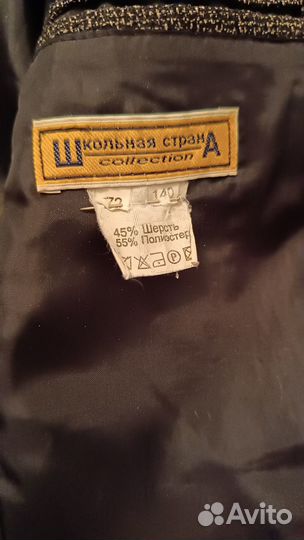 Школьная странА
collection
72 140
45% Шерсть
55% Полиэстер
Avito